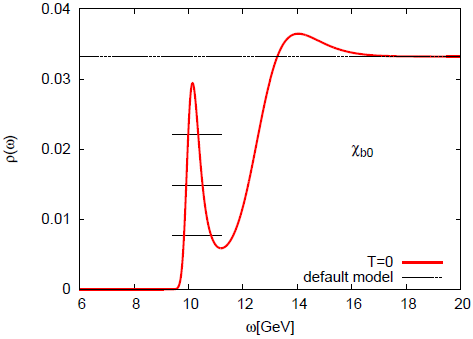 0.04
0.03
0.02
0.01
0
ρ(ω)
χb0
T=0
default model
6 8 10 12 14 16 18 20
ω[GeV]